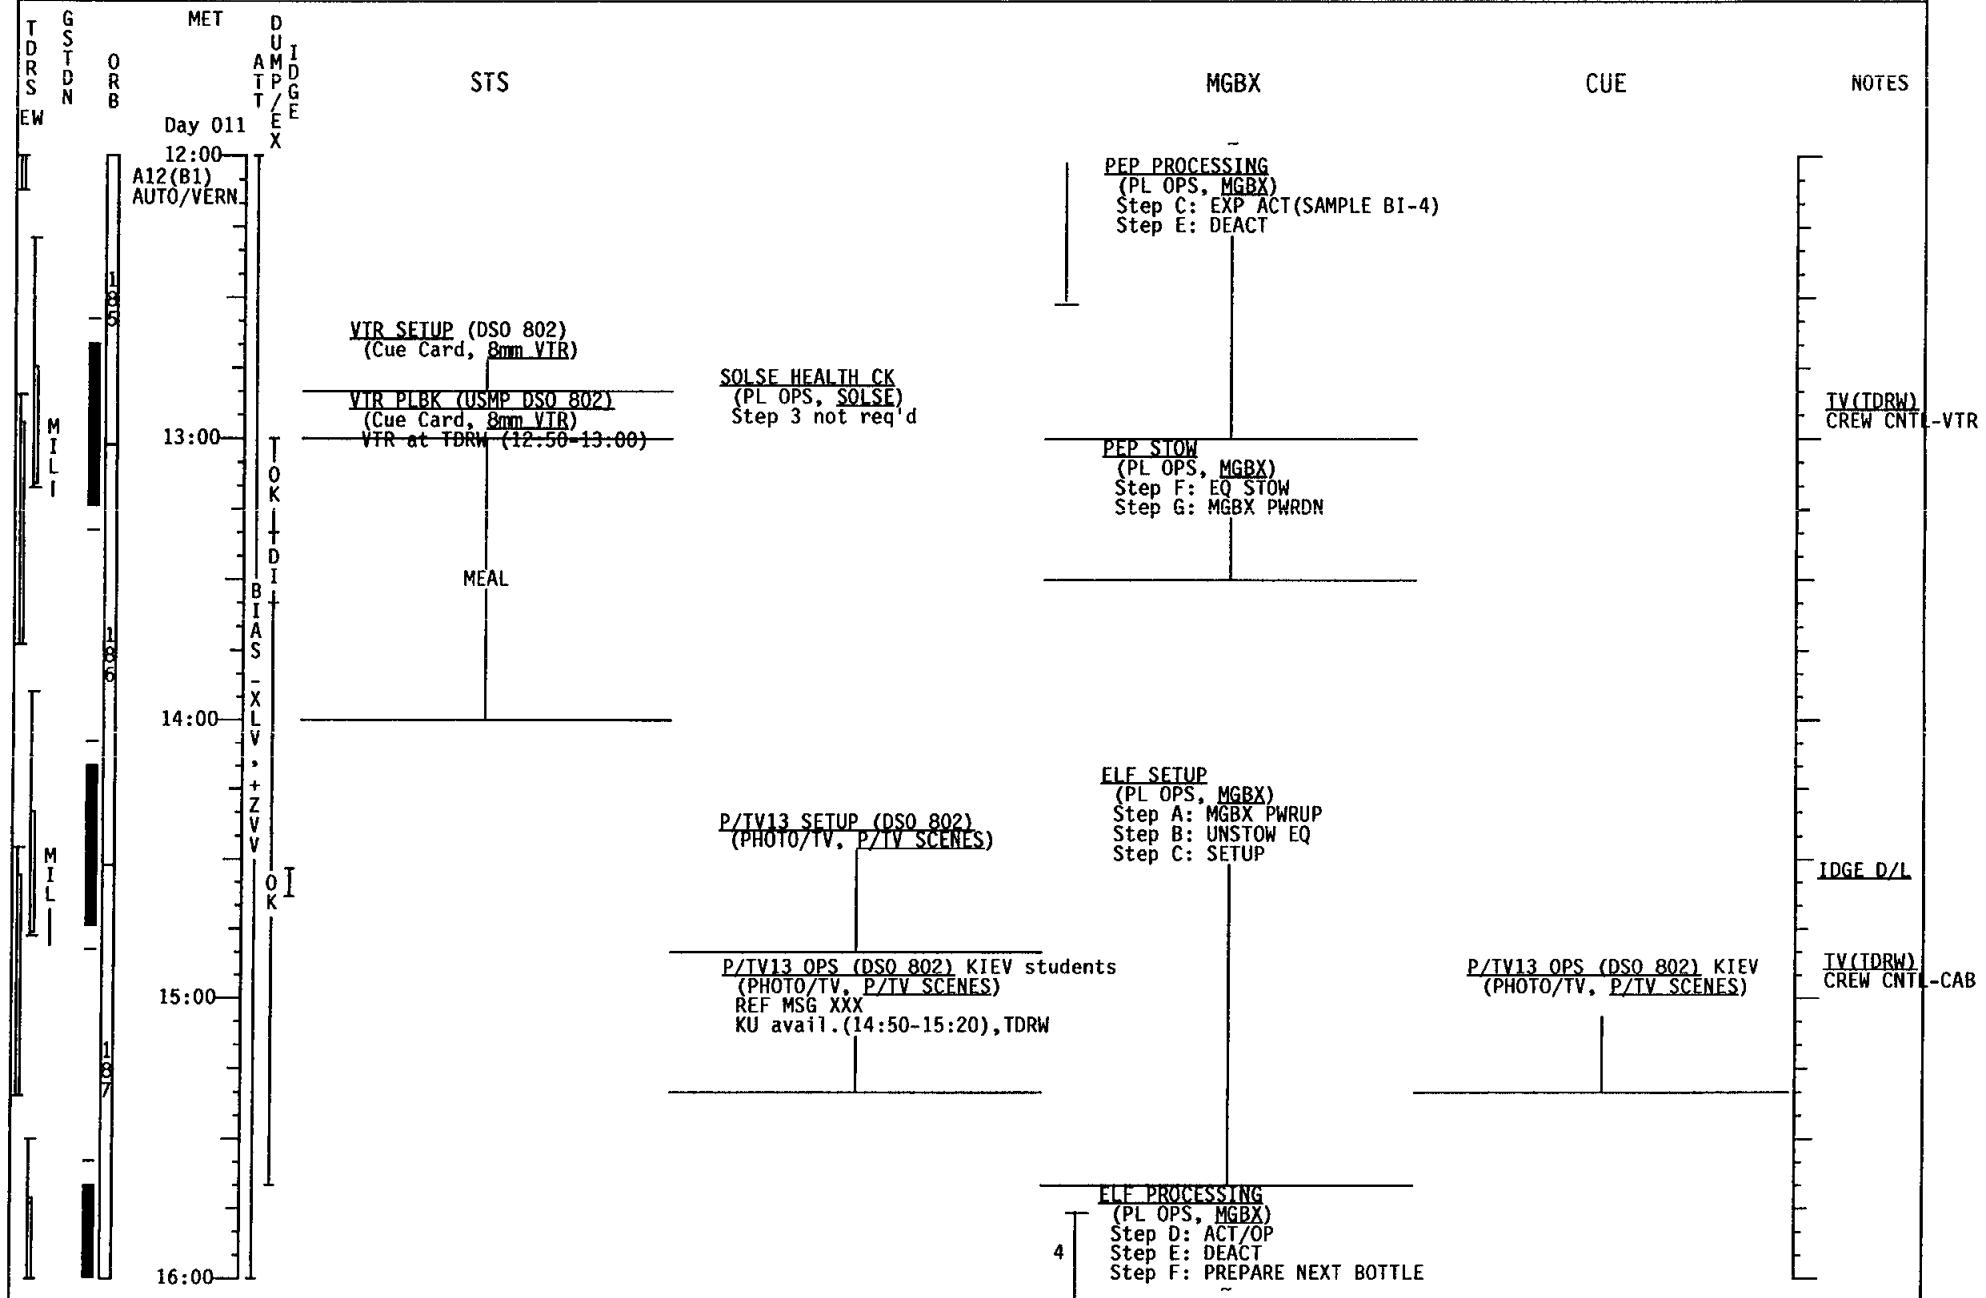 TDRS
EW
GSTDN
ORB
MET
ATT
DUMP/EX
IDGE
STS
MGBX
CUE
NOTES
Day 011
12:00
A12(B1)
AUTO/VERN
PEP PROCESSING
(PL OPS, MGBX)
Step C: EXP ACT(SAMPLE BI-4)
Step E: DEACT
185
VTR SETUP (DSO 802)
(Cue Card, 8mm VTR)
VTR PLBK (USMP DSO 802)
(Cue Card, 8mm VTR)
VTR at TDRW (12:50-13:00)
SOLSE HEALTH CK
(PL OPS, SOLSE)
Step 3 not req'd
TV(TDRW)
CREW CNTL-VTR
MIL
13:00
OK
DI
PEP STOW
(PL OPS, MGBX)
Step F: EQ STOW
Step G: MGBX PWRDN
MEAL
BIAS -XLV,+ZVV
186
14:00
ELF SETUP
(PL OPS, MGBX)
Step A: MGBX PWRUP
Step B: UNSTOW EQ
Step C: SETUP
P/TV13 SETUP (DSO 802)
(PHOTO/TV, P/TV SCENES)
MIL
OK
IDGE D/L
P/TV13 OPS (DSO 802) KIEV students
(PHOTO/TV, P/TV SCENES)
REF MSG XXX
KU avail.(14:50-15:20),TDRW
P/TV13 OPS (DSO 802) KIEV
(PHOTO/TV, P/TV SCENES)
TV(TDRW)
CREW CNTL-CAB
15:00
187
ELF PROCESSING
(PL OPS, MGBX)
Step D: ACT/OP
Step E: DEACT
Step F: PREPARE NEXT BOTTLE
4
16:00